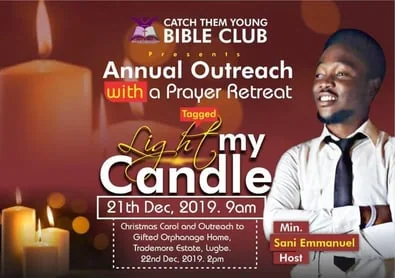 CATCH THEM YOUNG
BIBLE CLUB
Presents
Annual Outreach
with a Prayer Retreat
Tagged
Light my
Candle
21th Dec, 2019. 9am
Christmas Carol and Outreach to
Gifted Orphanage Home,
Trademore Estate, Lugbe.
22nd Dec, 2019. 2pm
Min.
Sani Emmanuel
Host